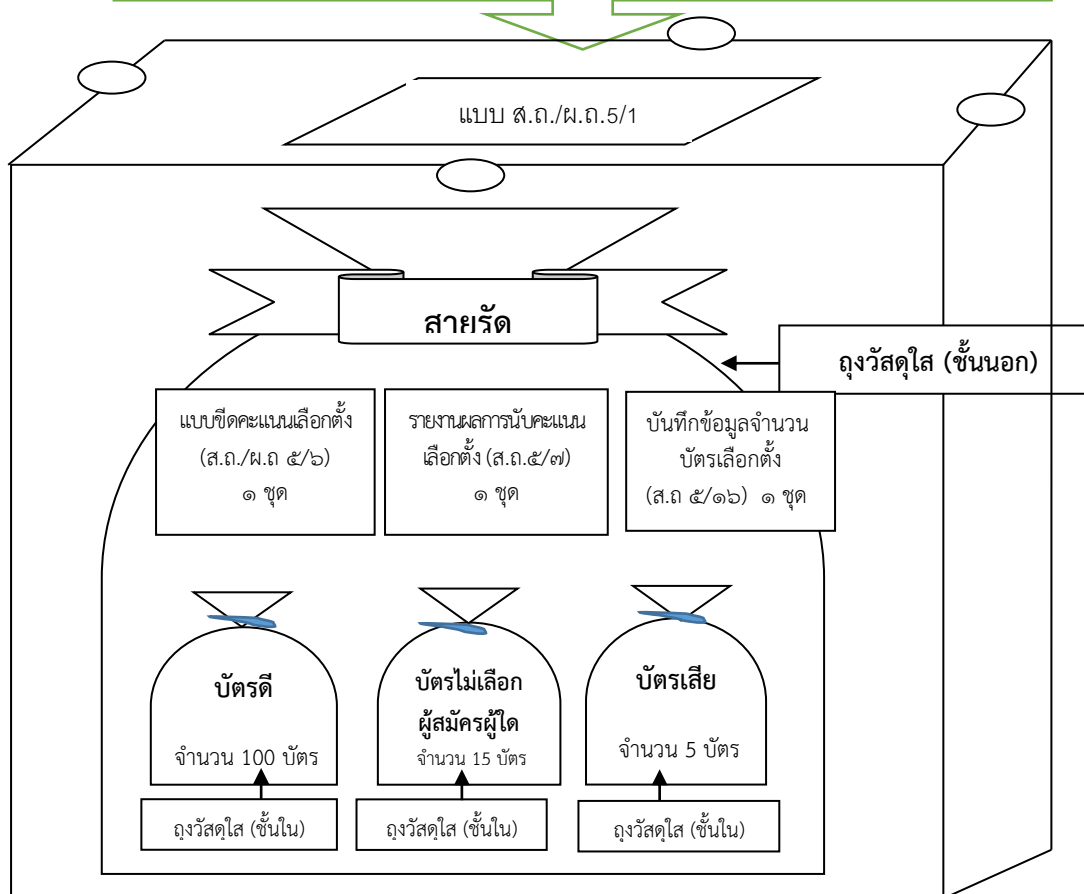 แบบ ส.ถ./ผ.ถ.5/1
สายรัด
ถุงวัสดุใส (ชั้นนอก)
แบบขีดคะแนนเลือกตั้ง
(ส.ถ./ผ.ถ ๕/๖)
๑ ชุด
รายงานผลการนับคะแนน
เลือกตั้ง (ส.ถ.๕/๗)
๑ ชุด
บันทึกข้อมูลจำนวน
บัตรเลือกตั้ง
(ส.ถ ๕/๑๖) ๑ ชุด
บัตรดี
จำนวน 100 บัตร
บัตรไม่เลือก
ผู้สมัครผู้ใด
จำนวน 15 บัตร
บัตรเสีย
จำนวน 5 บัตร
ถุงวัสดุใส (ชั้นใน)
ถุงวัสดุใส (ชั้นใน)
ถุงวัสดุใส (ชั้นใน)